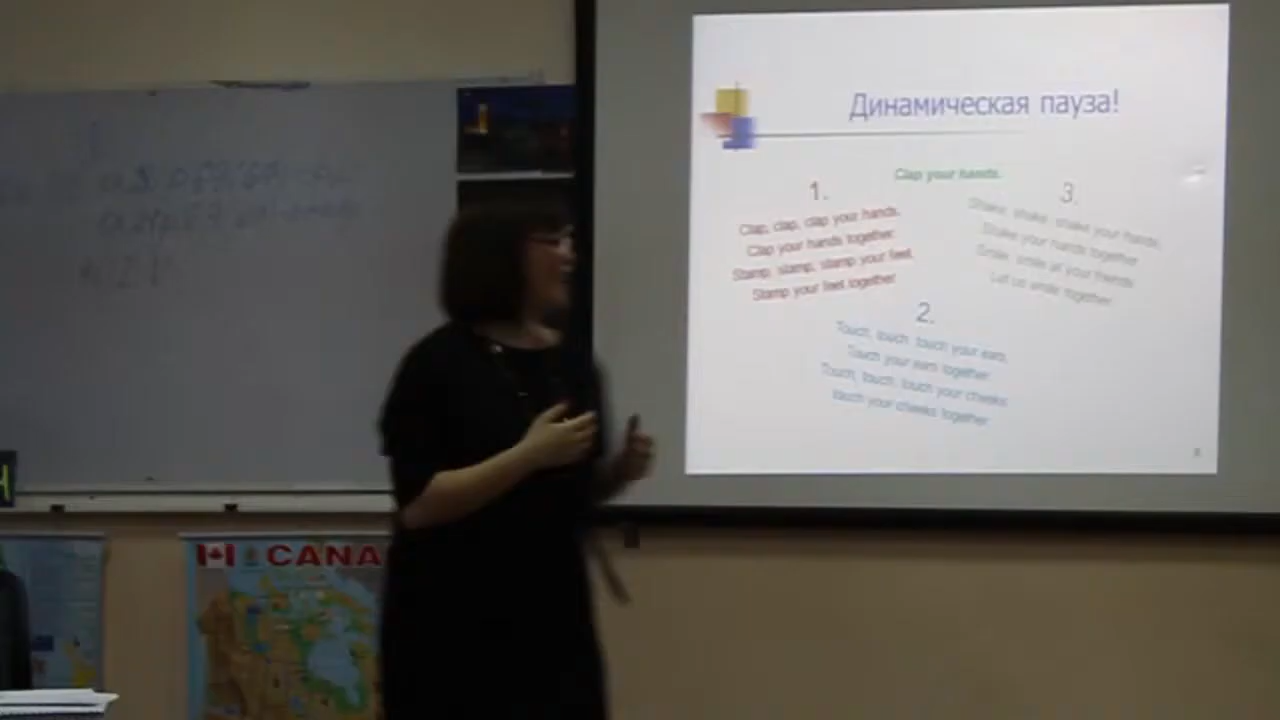 Динамическая пауза!
Clap your hands.
1.
Clap, clap, clap your hands.
Clap your hands together.
Stamp, stamp, stamp your feet.
Stamp your feet together
3.
Shake, shake, shake your hands.
Shake your hands together
Smile, smile at your friends.
Let us smile together.
2.
Touch, touch, touch your ears.
Touch your ears together
Touch, touch, touch your cheeks
touch your cheeks together
CANA